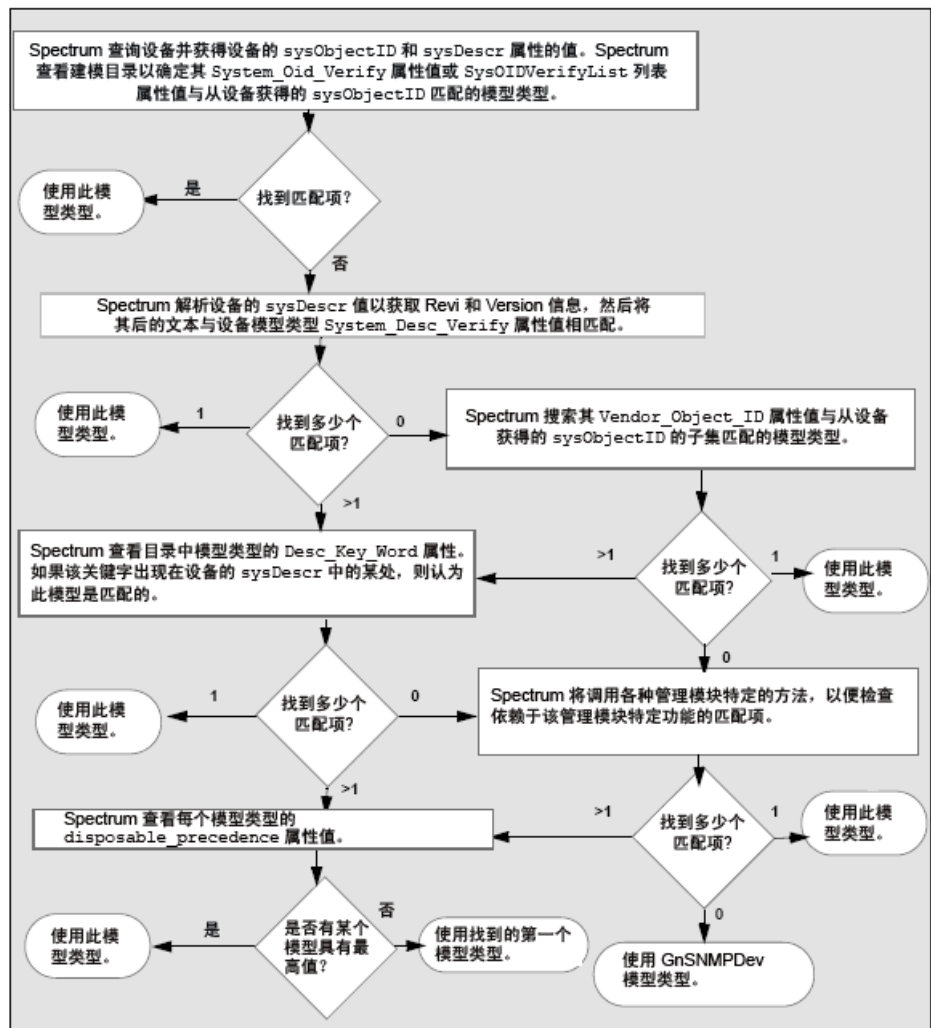 Spectrum 查询设备并获得设备的 sysObjectID 和 sysDescr 属性的值。Spectrum
查看建模目录以确定其 System_Oid_Verify 属性值或 SysOIDVerifyList 列表
属性值与从设备获得的 sysObjectID 匹配的模型类型。
找到匹配项?
是
使用此模
型类型。
否
Spectrum 解析设备的 sysDescr 值以获取 Revi 和 Version 信息，然后将
其后的文本与设备模型类型 System_Desc_Verify 属性值相匹配。
使用此模
型类型。
1
找到多少个
匹配项?
0
Spectrum 搜索其 Vendor_Object_ID 属性值与从设备
获得的 sysObjectID 的子集匹配的模型类型。
>1
Spectrum 查看目录中模型类型的 Desc_Key_Word 属性。
如果该关键字出现在设备的 sysDescr 中的某处，则认为
此模型是匹配的。
>1
找到多少个
匹配项?
1
使用此模
型类型。
0
使用此模
型类型。
1
找到多少个
匹配项?
0
Spectrum 将调用各种管理模块特定的方法，以便检查
依赖于该管理模块特定功能的匹配项。
>1
Spectrum 查看每个模型类型的
disposable_precedence 属性值。
>1
找到多少个
匹配项?
1
使用此模
型类型。
使用此模
型类型。
是
是否有某个
模型具有最
高值?
否
使用找到的第一个
模型类型。
0
使用 GnSNMPDev
模型类型。